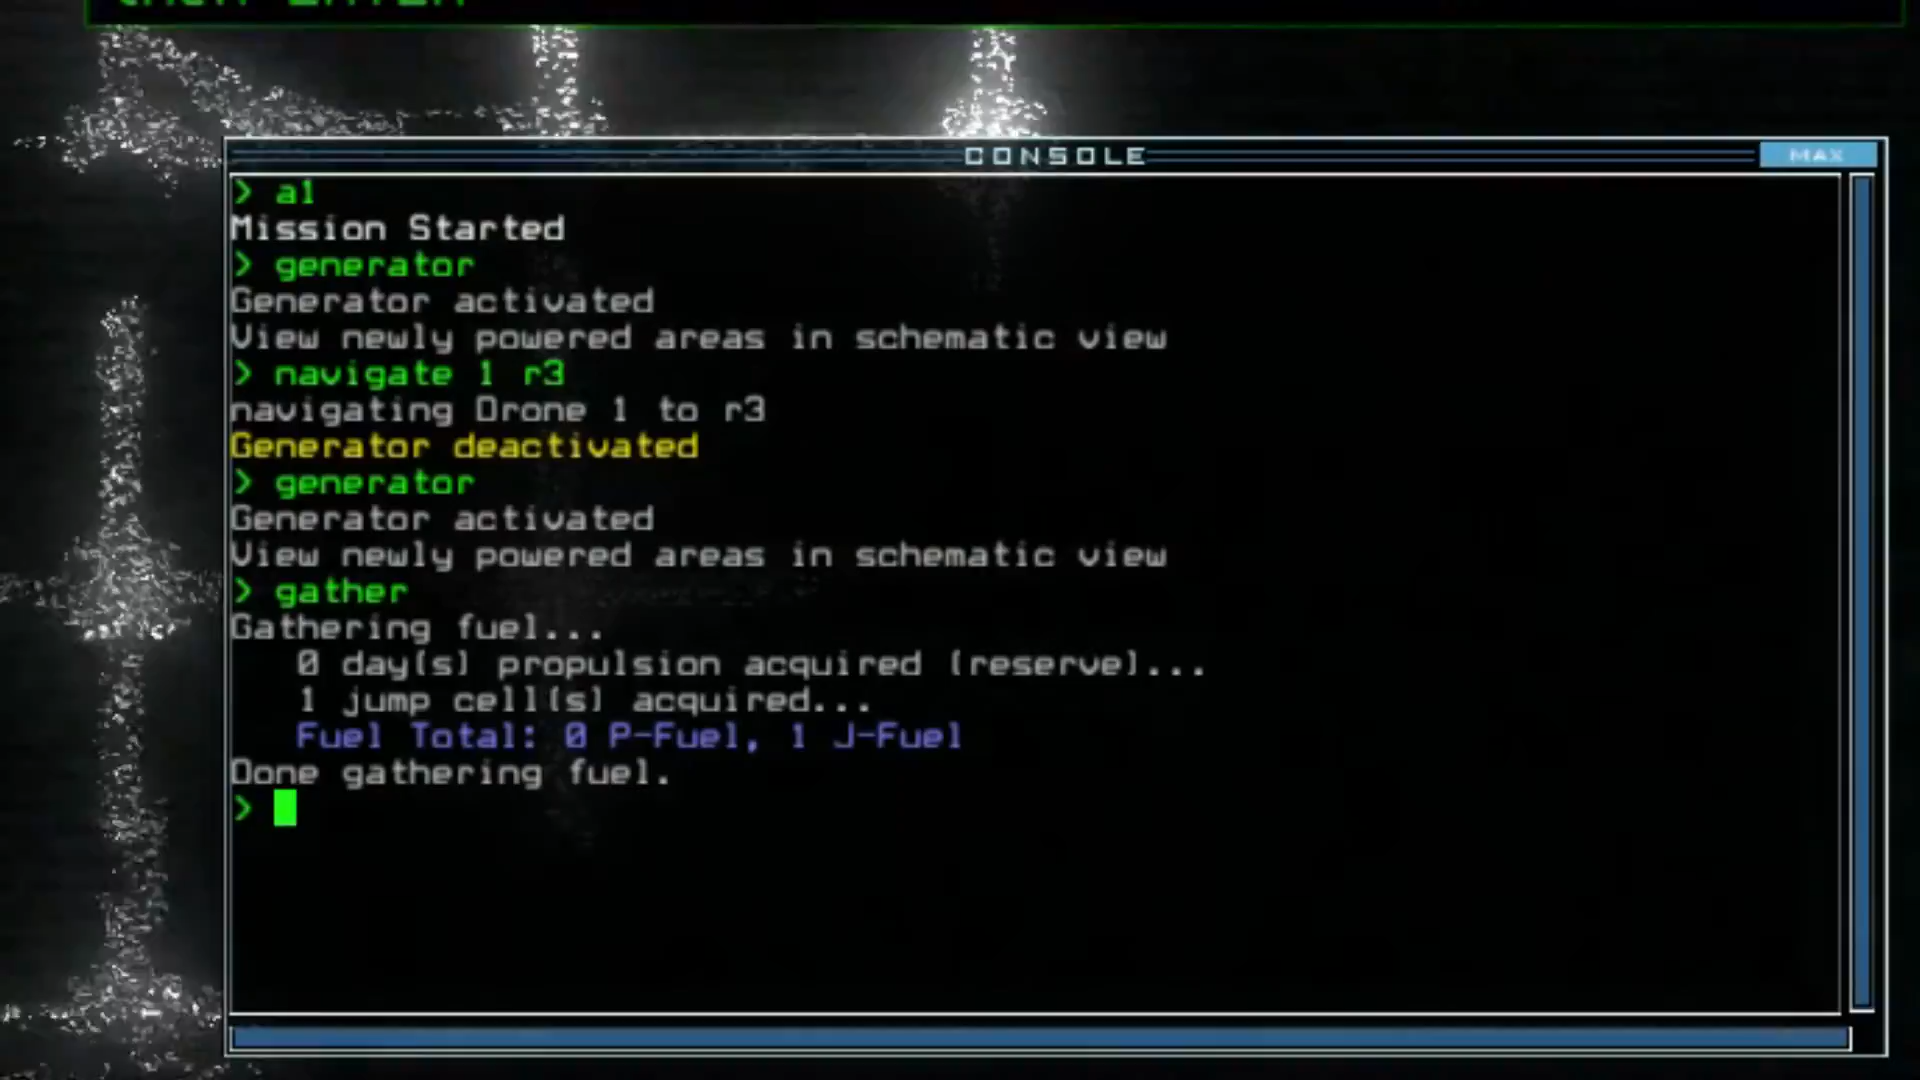 then ENTER
CONSOLE
MAX
> a1
Mission Started
> generator
Generator activated
View newly powered areas in schematic view
> navigate 1 r3
navigating Drone 1 to r3
Generator deactivated
> generator
Generator activated
View newly powered areas in schematic view
> gather
Gathering fuel...
0 day(s) propulsion acquired (reserve)...
1 jump cell(s) acquired...
Fuel Total: 0 P-Fuel, 1 J-Fuel
Done gathering fuel.
>